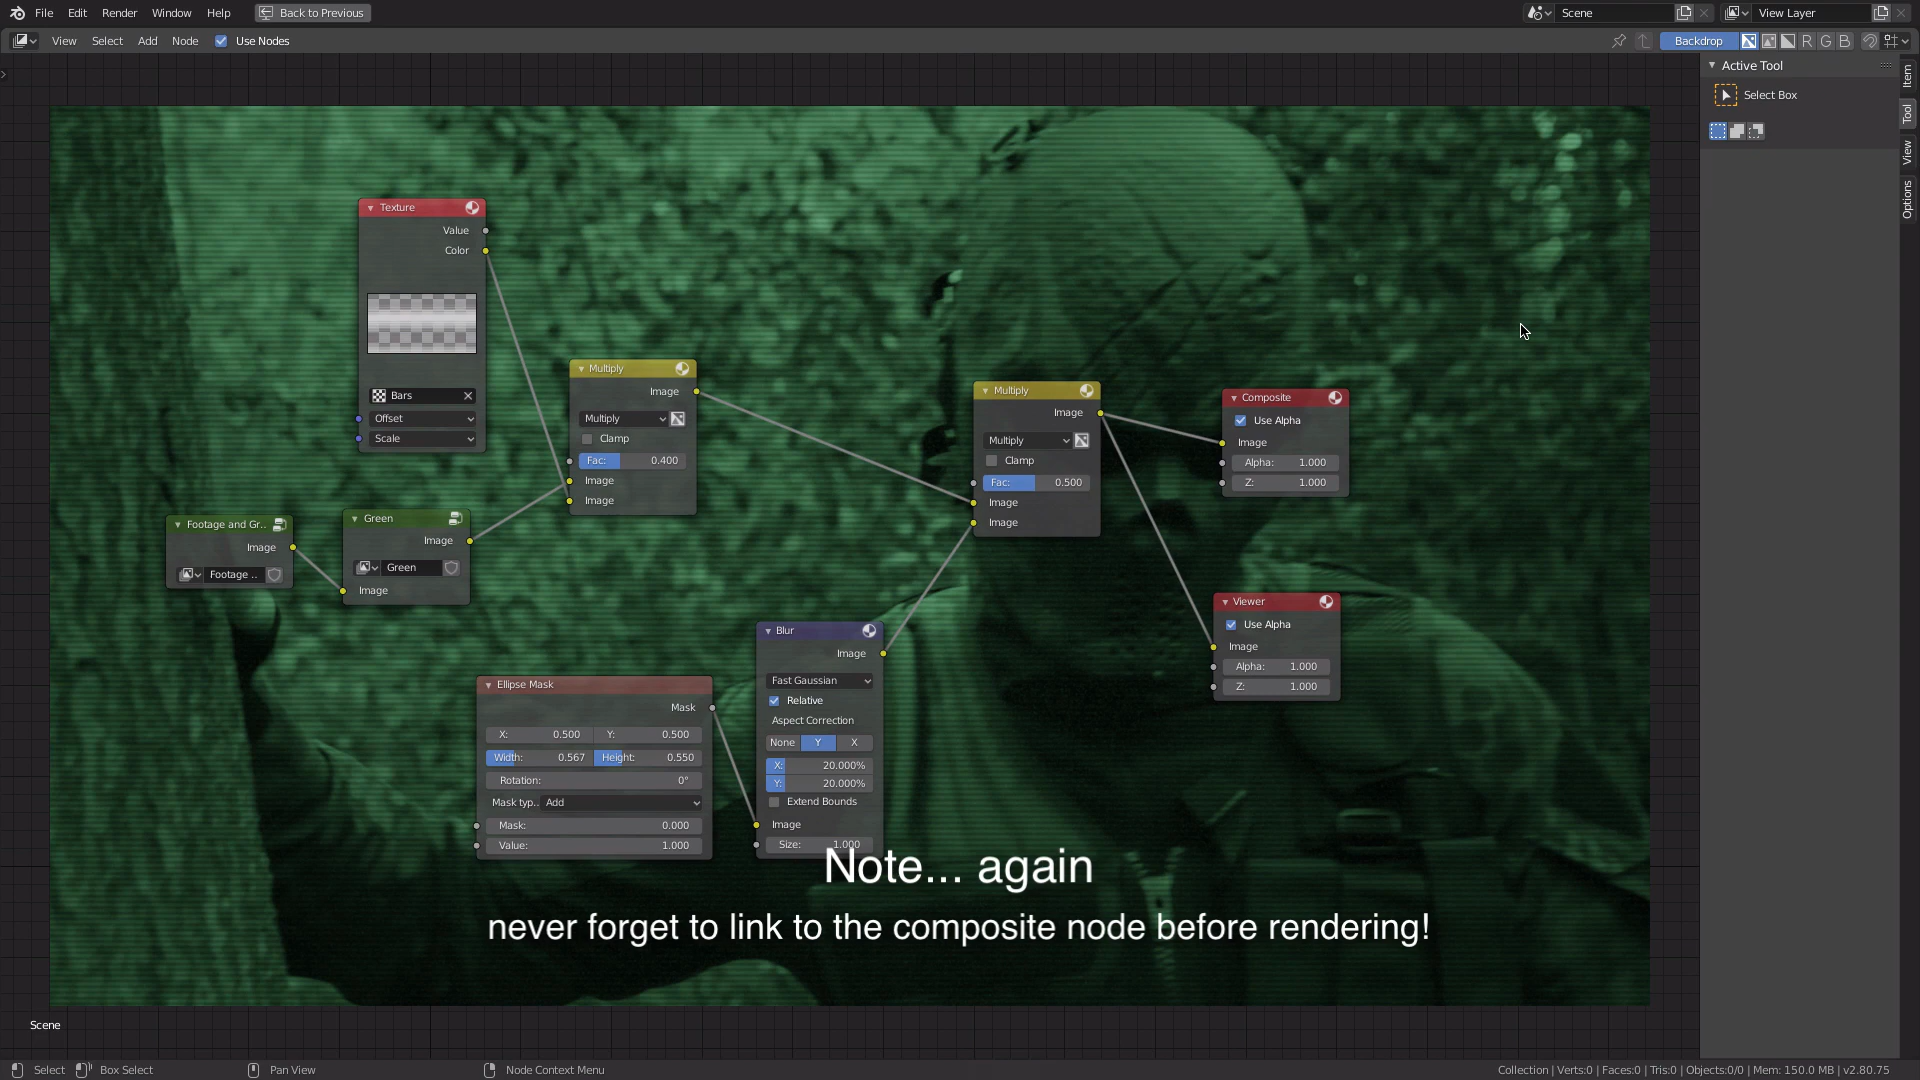 File Edit Render Window Help Back to Previous Scene View Layer
View Select Add Node Use Nodes Backdrop R G B
Active Tool
Select Box
Item
Tool
View
Options
Texture
Value
Color
Bars
Offset
Scale
Multiply
Image
Multiply
Clamp
Fac: 0.400
Image
Image
Footage and Gr..
Image
Footage ..
Green
Image
Green
Image
Multiply
Image
Multiply
Clamp
Fac: 0.500
Image
Image
Composite
Use Alpha
Image
Alpha: 1.000
Z: 1.000
Viewer
Use Alpha
Image
Alpha: 1.000
Z: 1.000
Ellipse Mask
Mask
X: 0.500 Y: 0.500
Width: 0.567 Height: 0.550
Rotation: 0°
Mask typ.. Add
Mask: 0.000
Value: 1.000
Blur
Image
Fast Gaussian
Relative
Aspect Correction
None Y X
X: 20.000%
Y: 20.000%
Extend Bounds
Image
Size: 1.000
Note... again
never forget to link to the composite node before rendering!
Scene
Select Box Select Pan View Node Context Menu Collection | Verts:0 | Faces:0 | Tris:0 | Objects:0/0 | Mem: 150.0 MB | v2.80.75